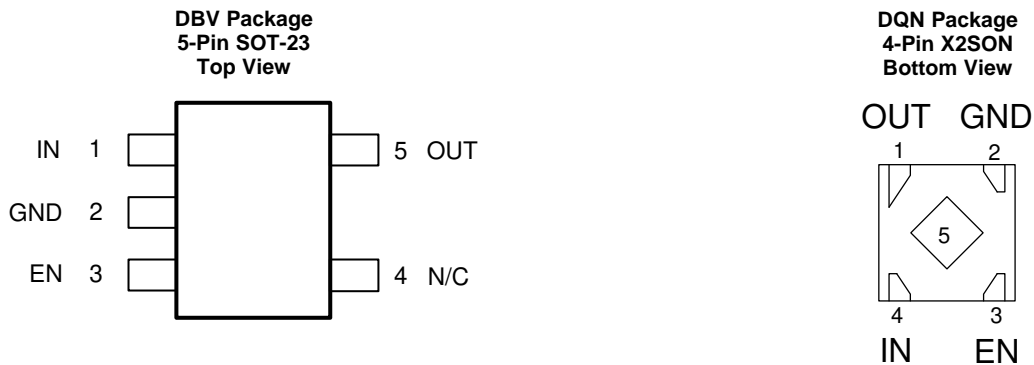 DBV Package
5-Pin SOT-23
Top View
IN 1
5 OUT
GND 2
EN 3
4 N/C
DQN Package
4-Pin X2SON
Bottom View
OUT GND
1 2
5
4 3
IN EN